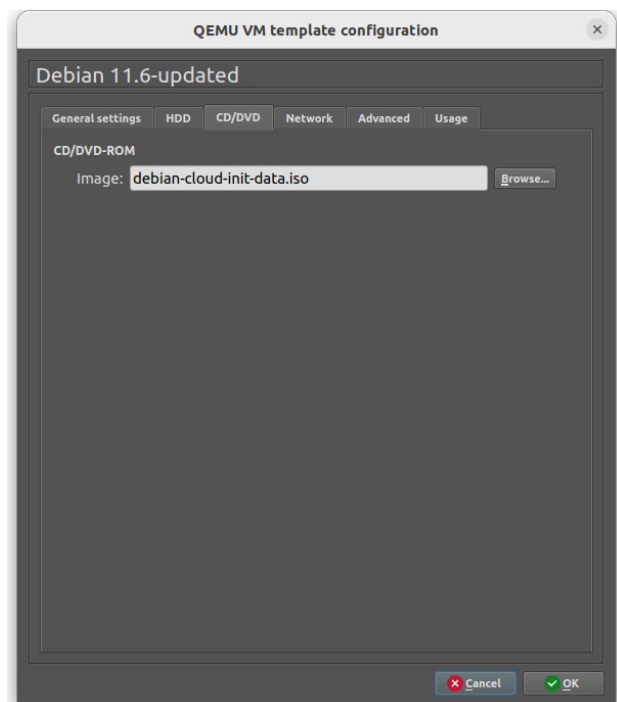 QEMU VM template configuration
Debian 11.6-updated
General settings HDD CD/DVD Network Advanced Usage
CD/DVD-ROM
Image: debian-cloud-init-data.iso Browse...
Cancel OK